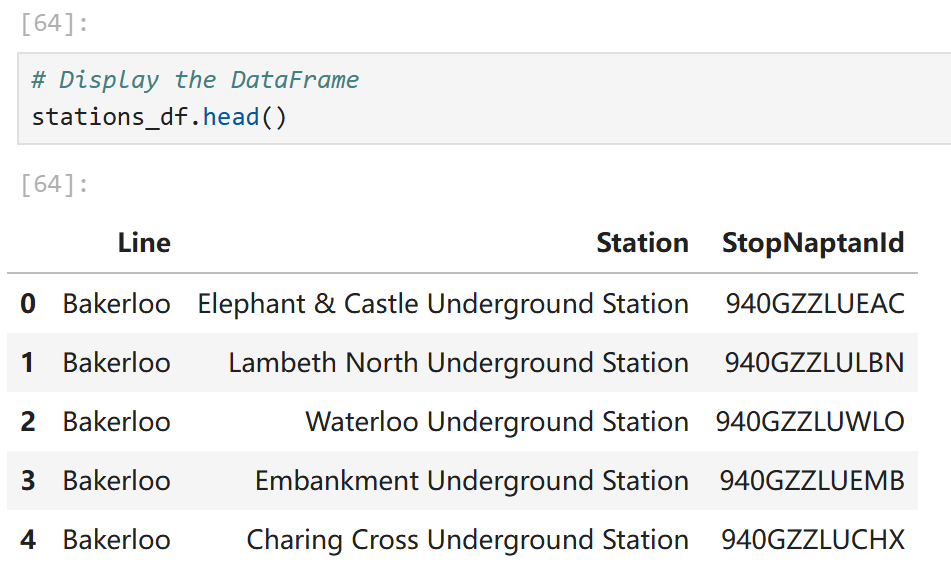 [64]:
# Display the DataFrame
stations_df.head()
[64]:
Line Station StopNaptanId
0 Bakerloo Elephant & Castle Underground Station 940GZZLUEAC
1 Bakerloo Lambeth North Underground Station 940GZZLULBN
2 Bakerloo Waterloo Underground Station 940GZZLUWLO
3 Bakerloo Embankment Underground Station 940GZZLUEMB
4 Bakerloo Charing Cross Underground Station 940GZZLUCHX